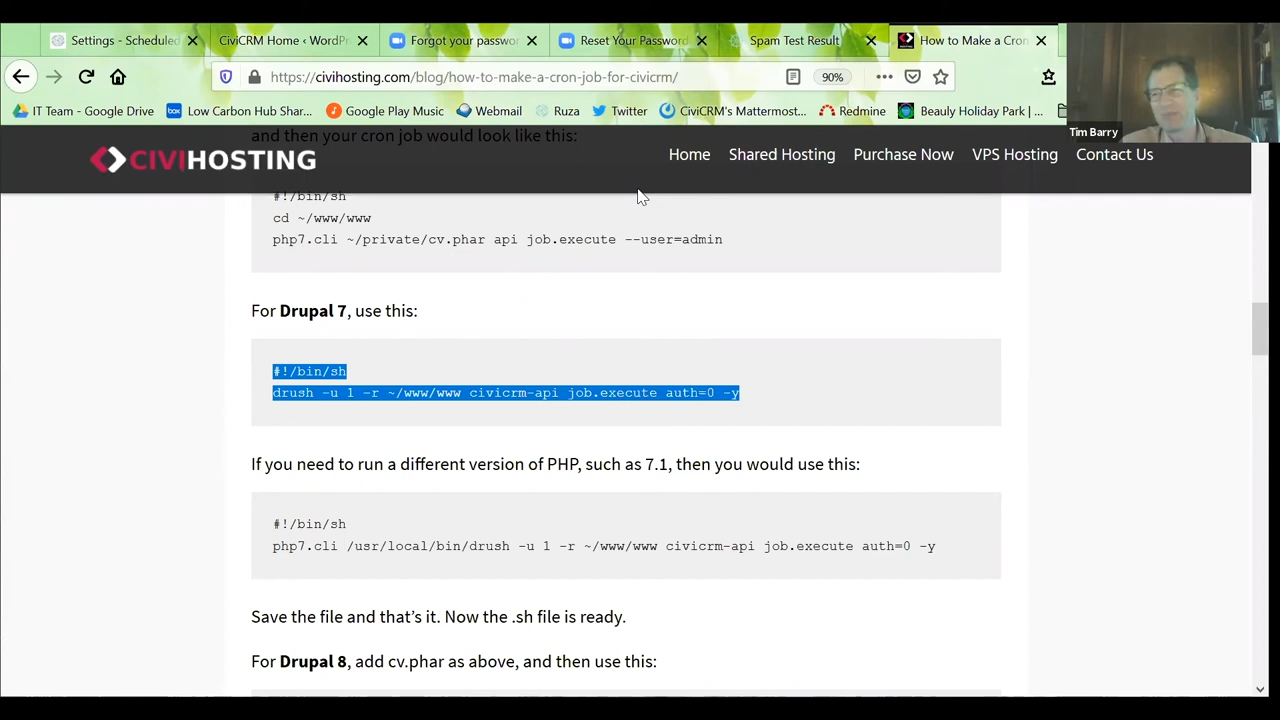 Settings - Scheduled
CiviCRM Home ‹ WordPr
Forgot your passwo
Reset Your Password
Spam Test Result
How to Make a Cron
https://civihosting.com/blog/how-to-make-a-cron-job-for-civicrm/
90%
IT Team - Google Drive
Low Carbon Hub Shar...
Google Play Music
Webmail
Ruza
Twitter
CiviCRM's Mattermost...
Redmine
Beauly Holiday Park | ...
Tim Barry
and then your cron job would look like this:
CIVIHOSTING
Home
Shared Hosting
Purchase Now
VPS Hosting
Contact Us
#!/bin/sh
cd ~/www/www
php7.cli ~/private/cv.phar api job.execute --user=admin
For Drupal 7, use this:
#!/bin/sh
drush -u 1 -r ~/www/www civicrm-api job.execute auth=0 -y
If you need to run a different version of PHP, such as 7.1, then you would use this:
#!/bin/sh
php7.cli /usr/local/bin/drush -u 1 -r ~/www/www civicrm-api job.execute auth=0 -y
Save the file and that’s it. Now the .sh file is ready.
For Drupal 8, add cv.phar as above, and then use this: